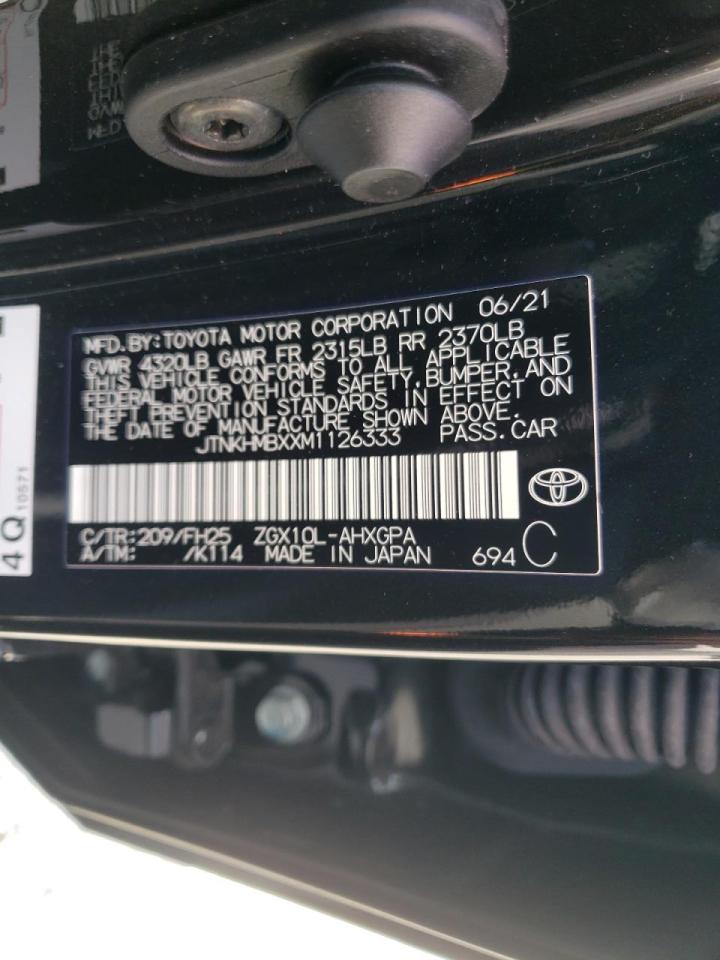 MFD.BY:TOYOTA MOTOR CORPORATION 06/21
GVWR 4320LB GAWR FR 2315LB RR 2370LB
THIS VEHICLE CONFORMS TO ALL APPLICABLE
FEDERAL MOTOR VEHICLE SAFETY,BUMPER,AND
THEFT PREVENTION STANDARDS IN EFFECT ON
THE DATE OF MANUFACTURE SHOWN ABOVE.
JTNKHMBXXM1126333 PASS.CAR
C/TR:209/FH25 ZGX10L-AHXGPA
A/TM: /K114 MADE IN JAPAN 694 C
4Q
10571